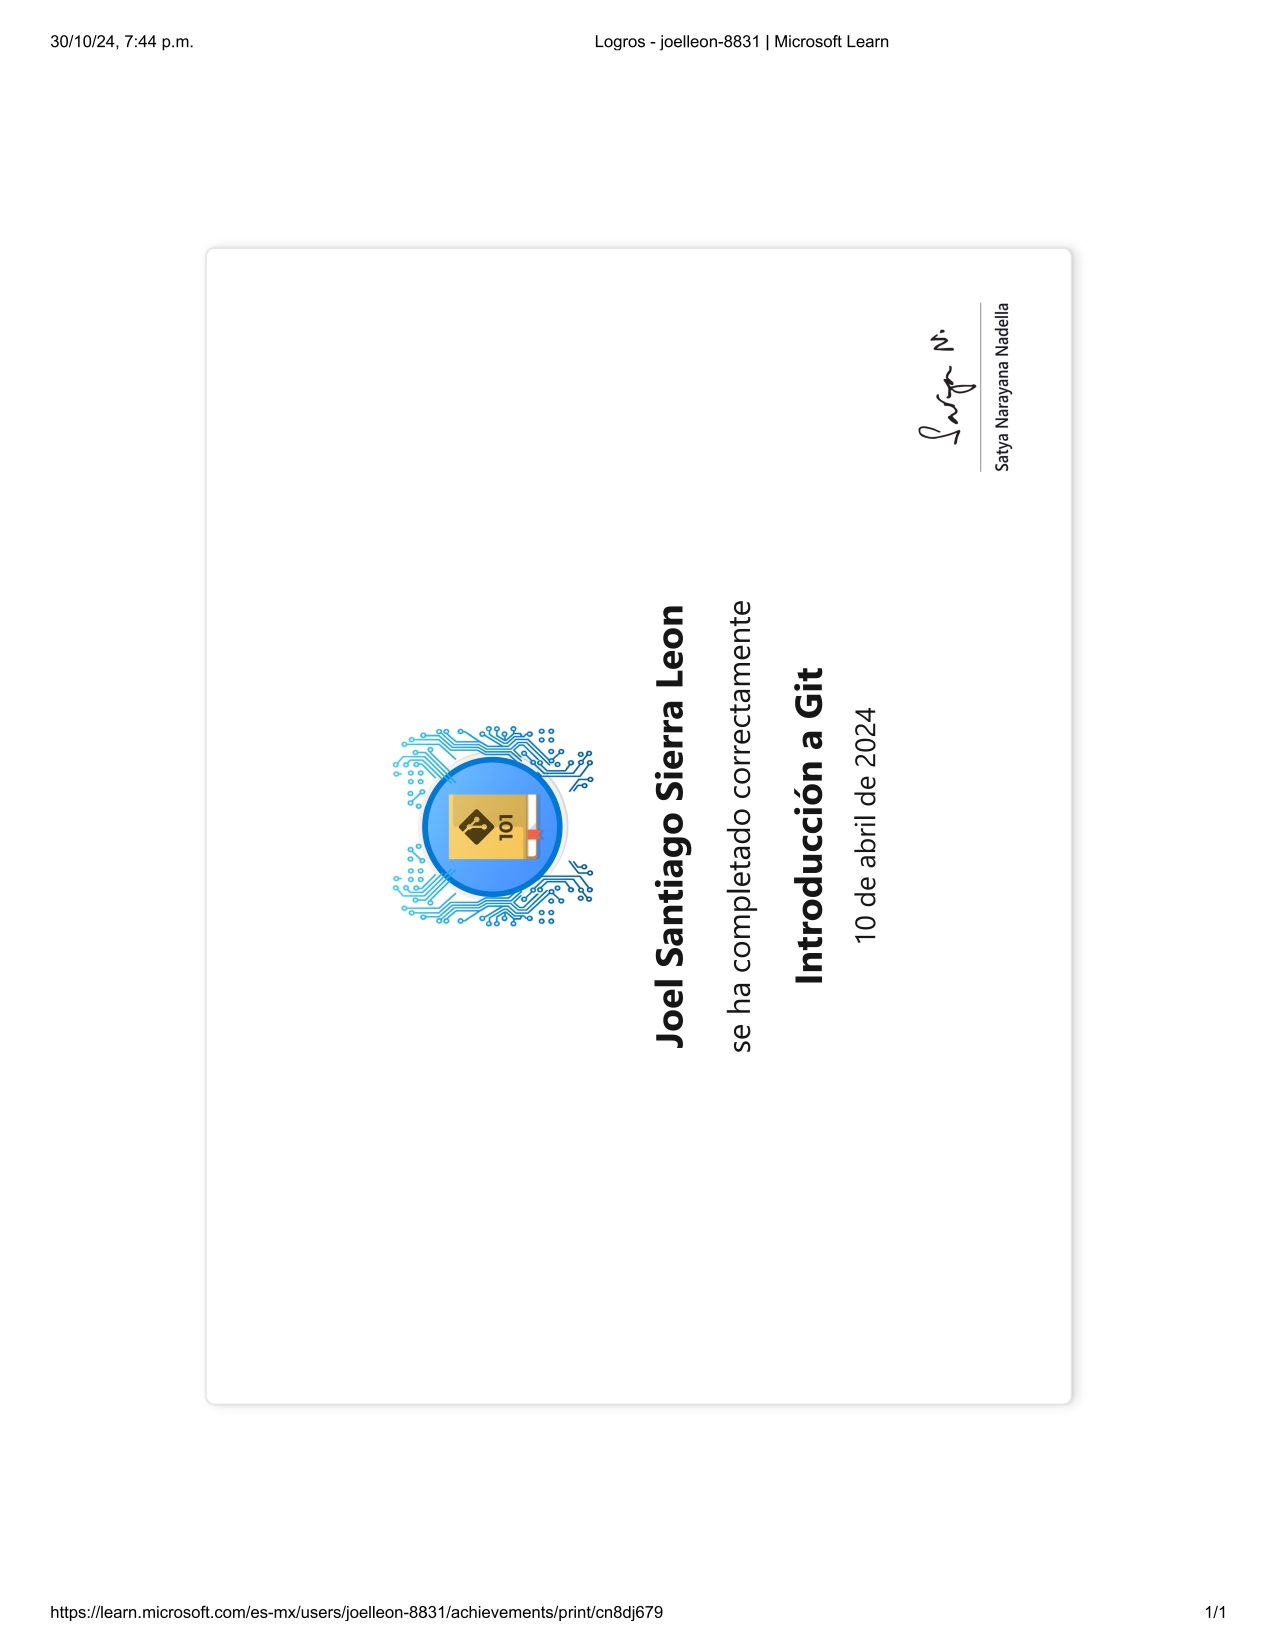 30/10/24, 7:44 p.m.
Logros - joelleon-8831 | Microsoft Learn
101
Joel Santiago Sierra Leon
se ha completado correctamente
Introducción a Git
10 de abril de 2024
Satya N.
Satya Narayana Nadella
https://learn.microsoft.com/es-mx/users/joelleon-8831/achievements/print/cn8dj679
1/1